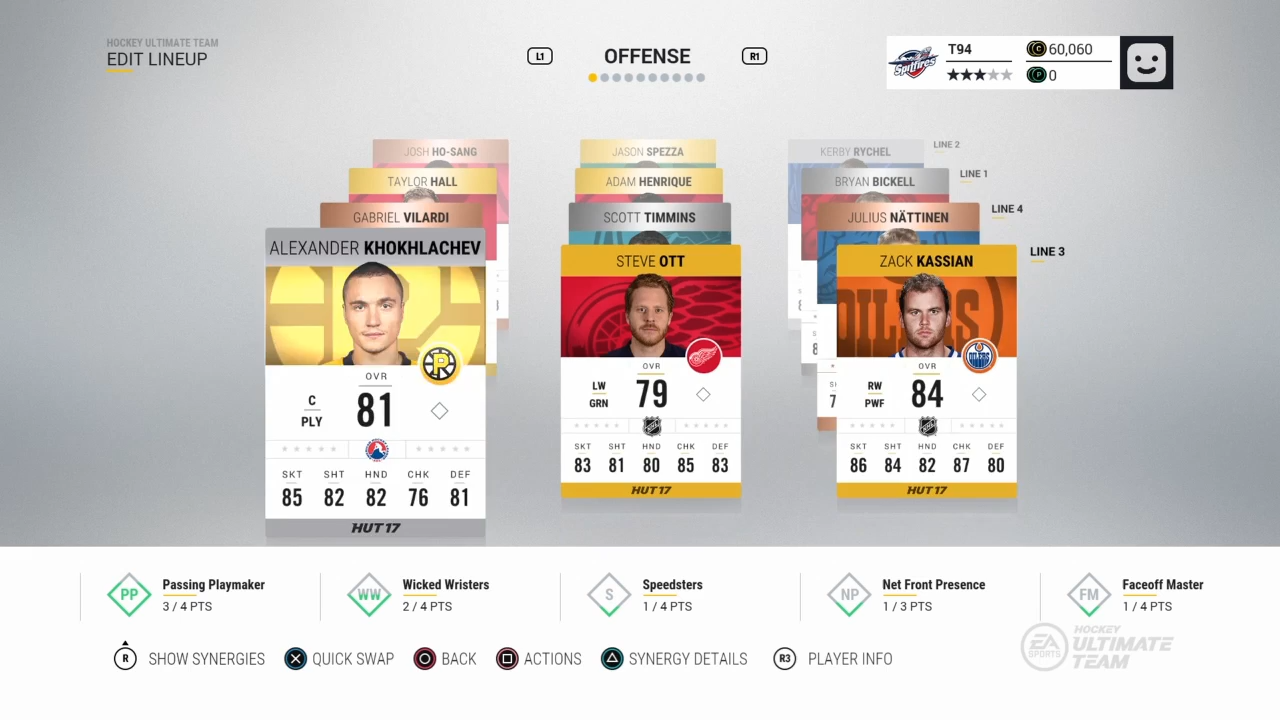 HOCKEY ULTIMATE TEAM
EDIT LINEUP
L1
OFFENSE
R1
Spitfires
T94
60,060
0
JOSH HO-SANG
JASON SPEZZA
KERBY RYCHEL
LINE 2
TAYLOR HALL
ADAM HENRIQUE
BRYAN BICKELL
LINE 1
GABRIEL VILARDI
SCOTT TIMMINS
JULIUS NÄTTINEN
LINE 4
ALEXANDER KHOKHLACHEV
STEVE OTT
ZACK KASSIAN
LINE 3
OILERS
OVR
C
PLY
81
OVR
LW
GRN
79
NHL
OVR
RW
PWF
84
NHL
SKT SHT HND CHK DEF
85 82 82 76 81
HUT 17
SKT SHT HND CHK DEF
83 81 80 85 83
HUT 17
SKT SHT HND CHK DEF
86 84 82 87 80
HUT 17
PP Passing Playmaker
3 / 4 PTS
WW Wicked Wristers
2 / 4 PTS
S Speedsters
1 / 4 PTS
NP Net Front Presence
1 / 3 PTS
FM Faceoff Master
1 / 4 PTS
R SHOW SYNERGIES QUICK SWAP BACK ACTIONS SYNERGY DETAILS R3 PLAYER INFO
EA SPORTS
HOCKEY
ULTIMATE
TEAM